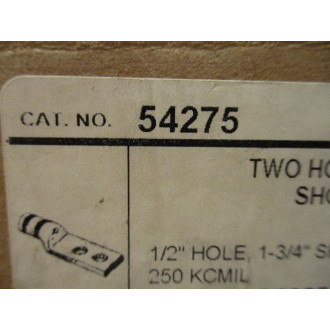 CAT. NO. 54275
TWO HO
SHO
1/2" HOLE, 1-3/4" S
250 KCMIL